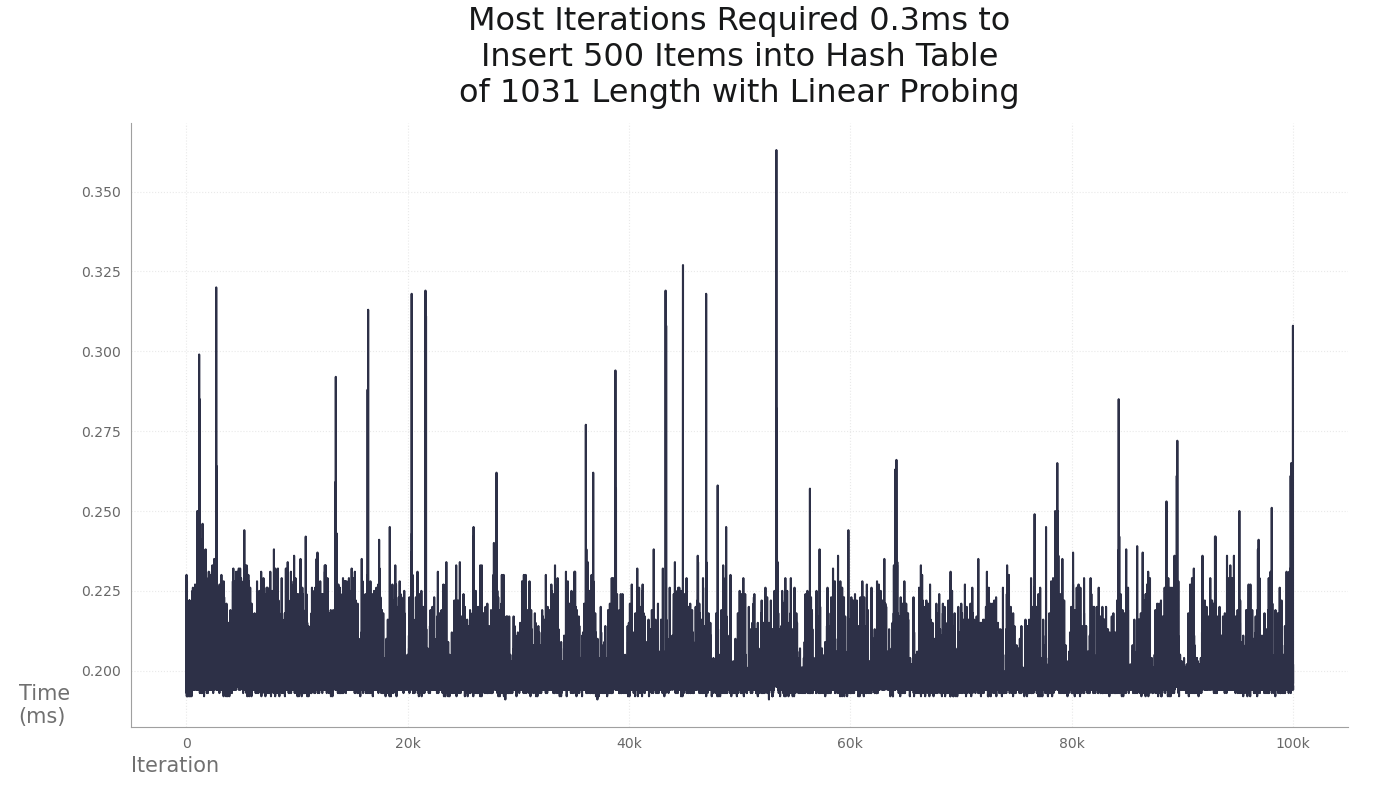 Most Iterations Required 0.3ms to
Insert 500 Items into Hash Table
of 1031 Length with Linear Probing
0.350
0.325
0.300
0.275
0.250
0.225
0.200
Time
(ms)
0 20k 40k 60k 80k 100k
Iteration